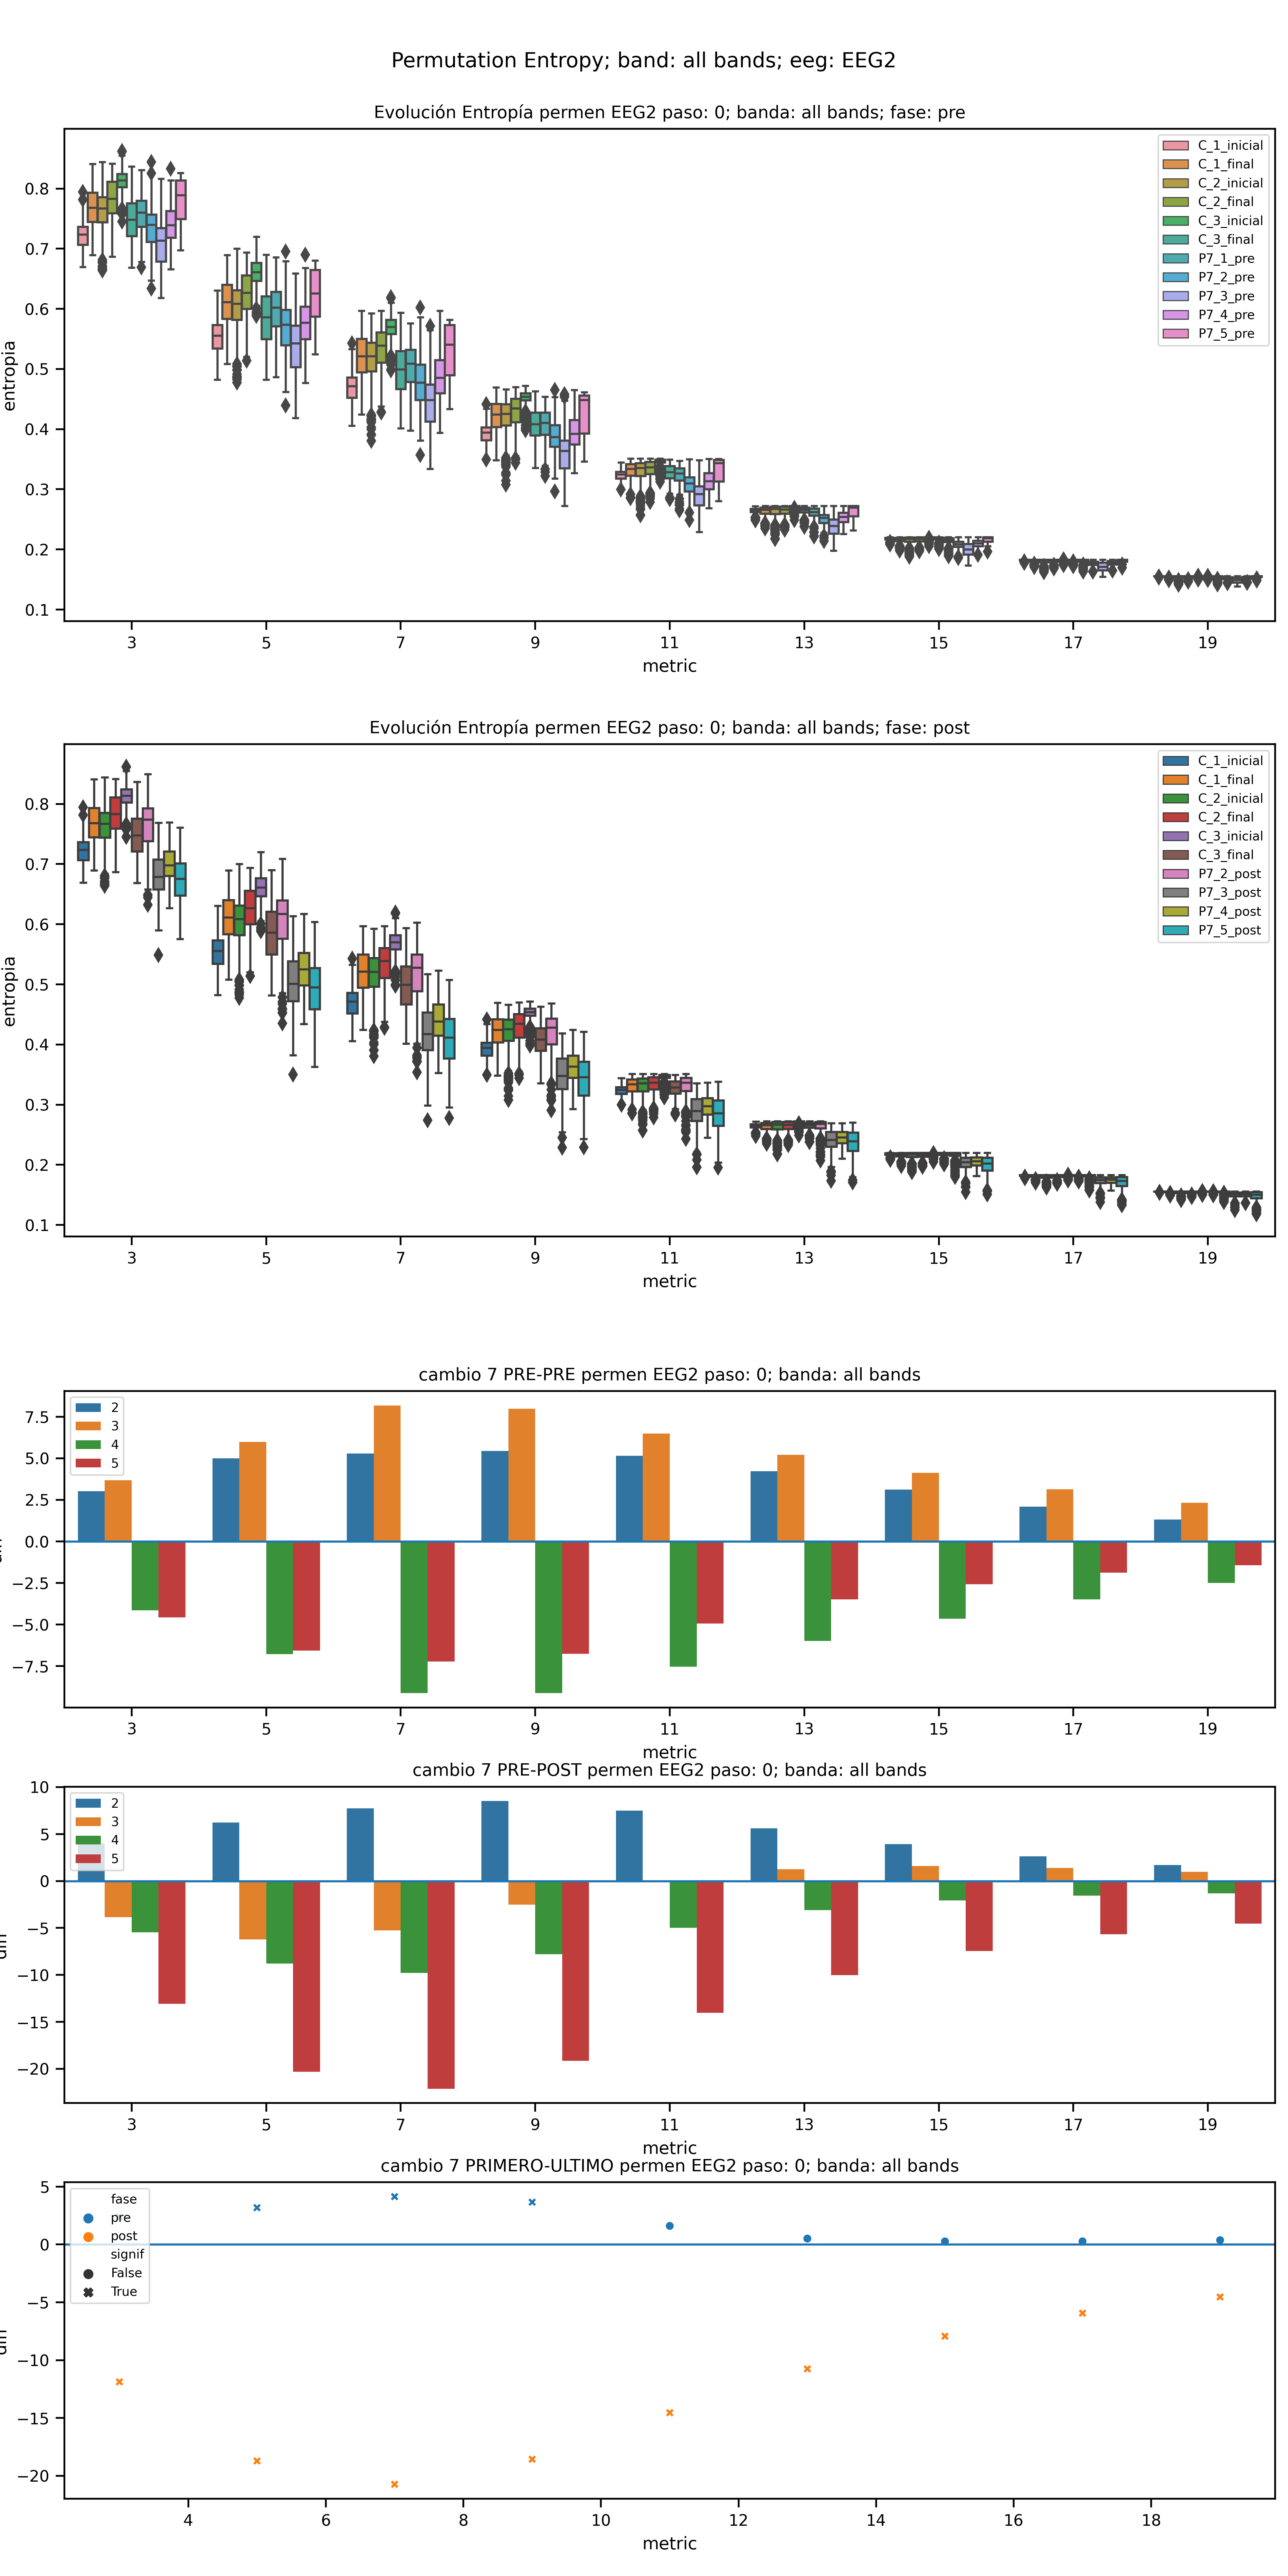 Permutation Entropy; band: all bands; eeg: EEG2
Evolución Entropía permen EEG2 paso: 0; banda: all bands; fase: pre
entropia
0.8
0.7
0.6
0.5
0.4
0.3
0.2
0.1
C_1_inicial
C_1_final
C_2_inicial
C_2_final
C_3_inicial
C_3_final
P7_1_pre
P7_2_pre
P7_3_pre
P7_4_pre
P7_5_pre
3 5 7 9 11 13 15 17 19
metric
Evolución Entropía permen EEG2 paso: 0; banda: all bands; fase: post
entropia
0.8
0.7
0.6
0.5
0.4
0.3
0.2
0.1
C_1_inicial
C_1_final
C_2_inicial
C_2_final
C_3_inicial
C_3_final
P7_2_post
P7_3_post
P7_4_post
P7_5_post
3 5 7 9 11 13 15 17 19
metric
cambio 7 PRE-PRE permen EEG2 paso: 0; banda: all bands
7.5
5.0
2.5
0.0
−2.5
−5.0
−7.5
2
3
4
5
3 5 7 9 11 13 15 17 19
metric
cambio 7 PRE-POST permen EEG2 paso: 0; banda: all bands
10
5
0
−5
−10
−15
−20
2
3
4
5
3 5 7 9 11 13 15 17 19
metric
cambio 7 PRIMERO-ULTIMO permen EEG2 paso: 0; banda: all bands
5
0
−5
−10
−15
−20
fase
pre
post
signif
False
True
4 6 8 10 12 14 16 18
metric